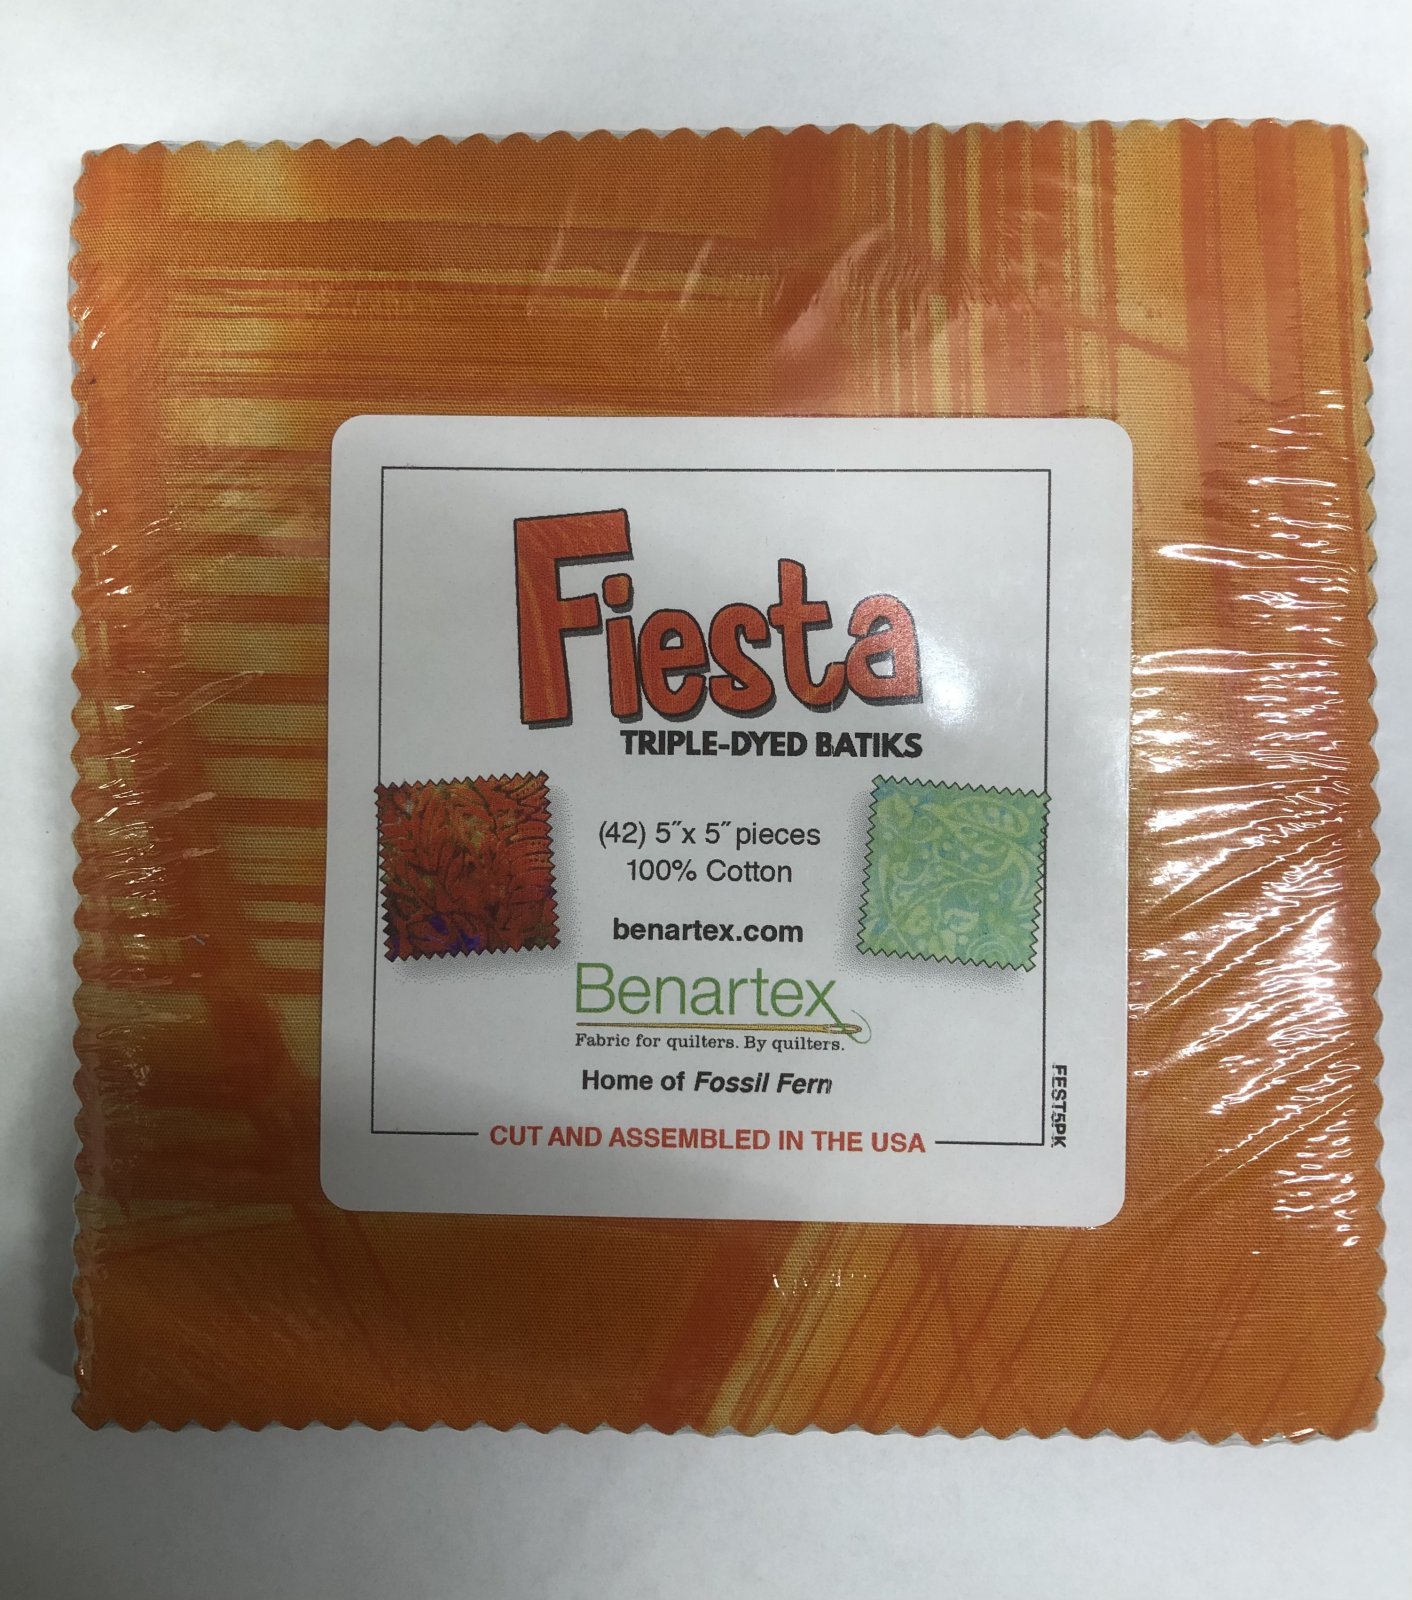 Fiesta
TRIPLE-DYED BATIKS
(42) 5˝x 5˝ pieces
100% Cotton
benartex.com
Benartex
Fabric for quilters. By quilters.
Home of Fossil Fern
CUT AND ASSEMBLED IN THE USA
FEST5PK